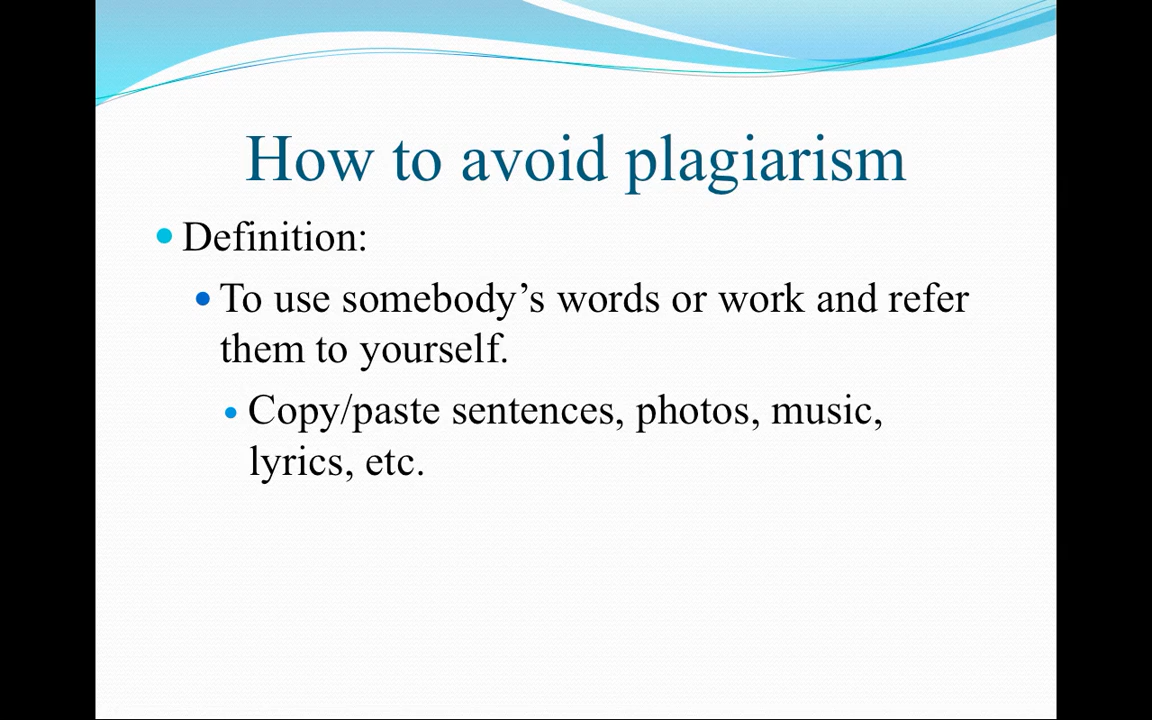 How to avoid plagiarism
Definition:
To use somebody’s words or work and refer
them to yourself.
Copy/paste sentences, photos, music,
lyrics, etc.